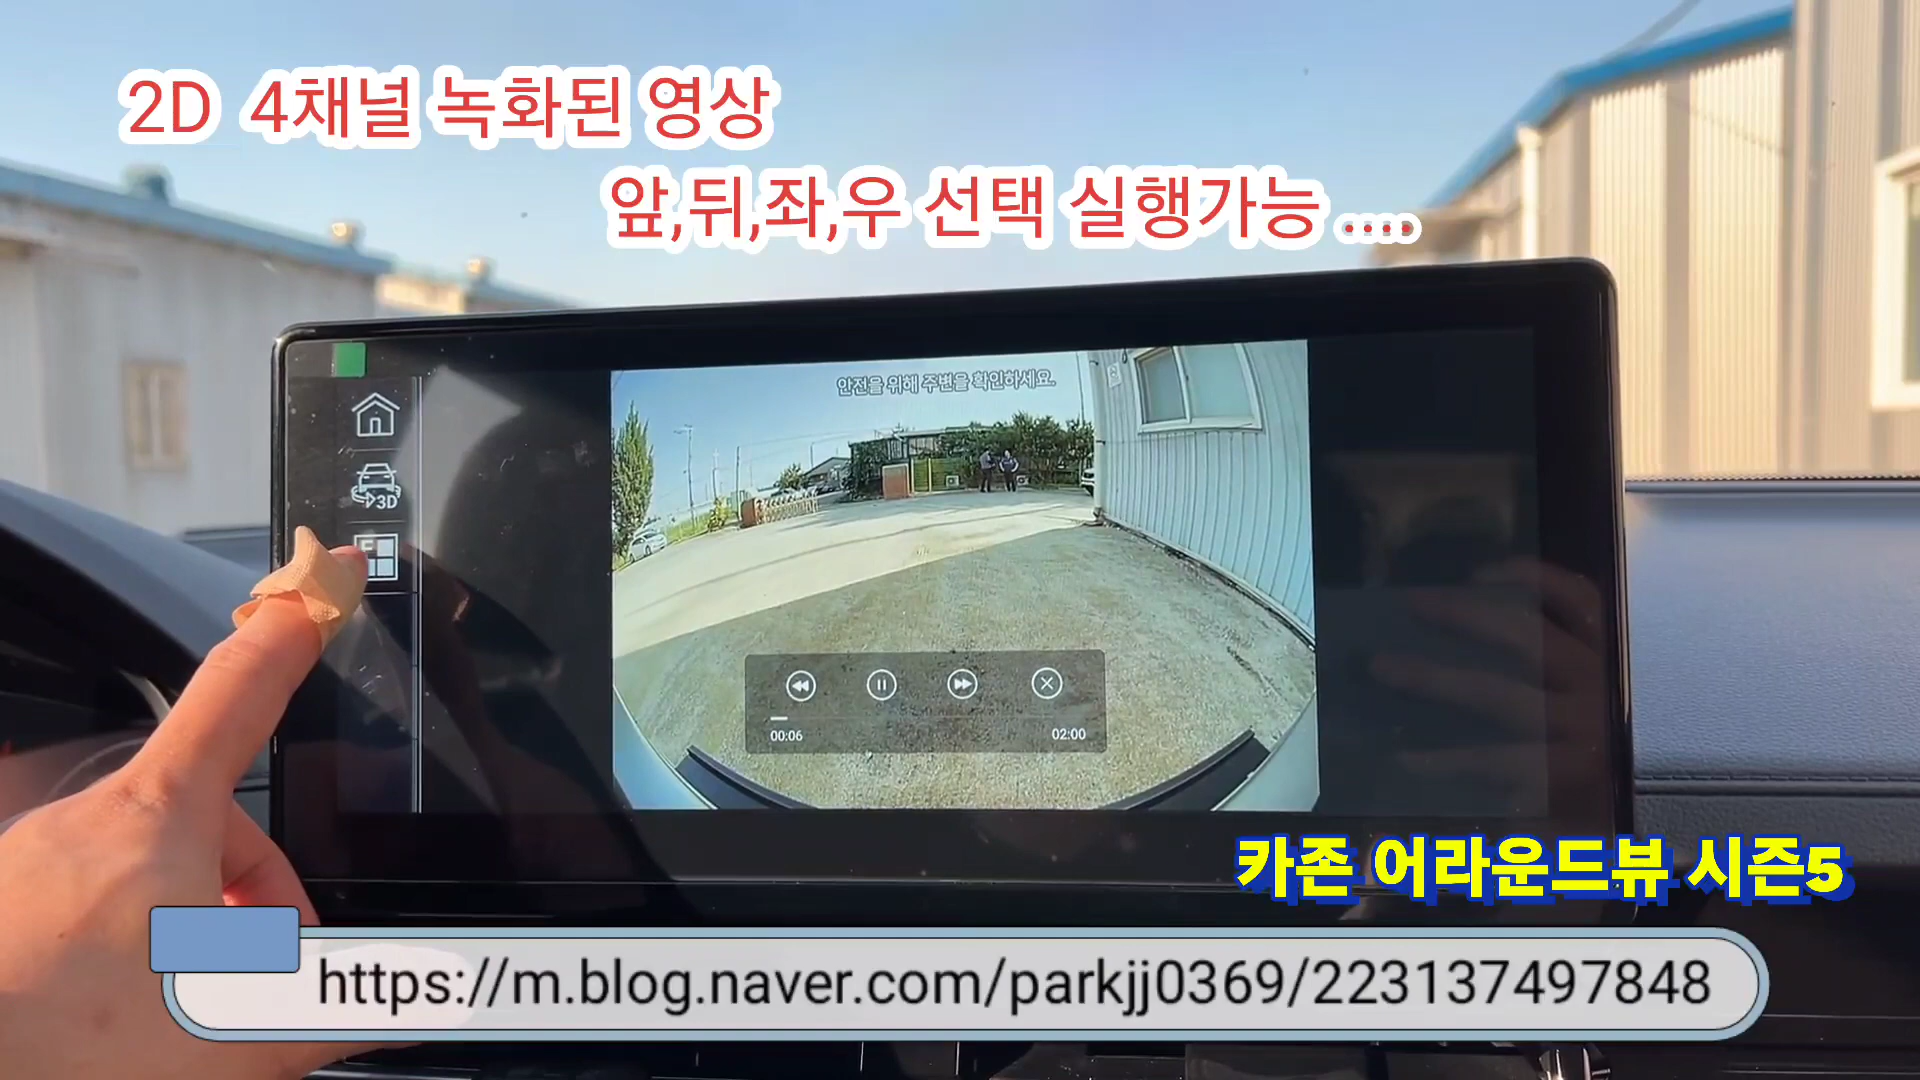 2D 4채널 녹화된 영상
앞,뒤,좌,우 선택 실행가능 ....
안전을 위해 주변을 확인하세요.
3D
F
00:06
02:00
카존 어라운드뷰 시즌5
https://m.blog.naver.com/parkjj0369/223137497848